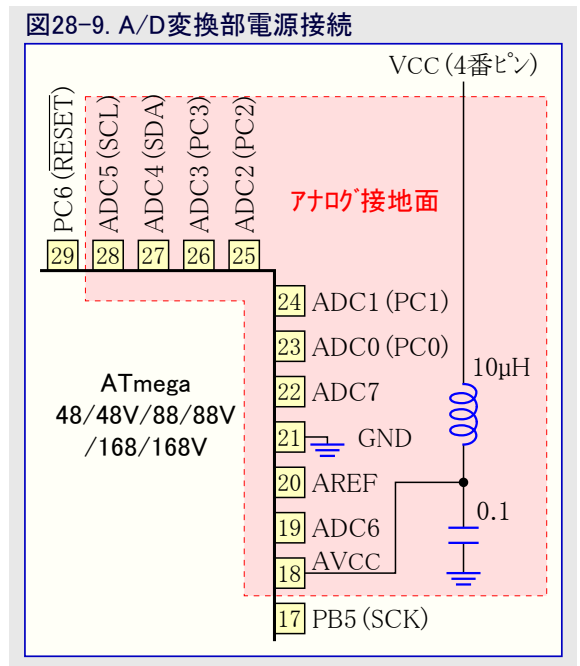 図28-9. A/D変換部電源接続
VCC (4番ﾋﾟﾝ)
PC6 (RESET)
ADC5 (SCL)
ADC4 (SDA)
ADC3 (PC3)
ADC2 (PC2)
ｱﾅﾛｸﾞ接地面
29
28
27
26
25
24 ADC1 (PC1)
23 ADC0 (PC0)
10µH
22 ADC7
ATmega
48/48V/88/88V
/168/168V
21 GND
20 AREF
0.1
19 ADC6
18 AVCC
17 PB5 (SCK)